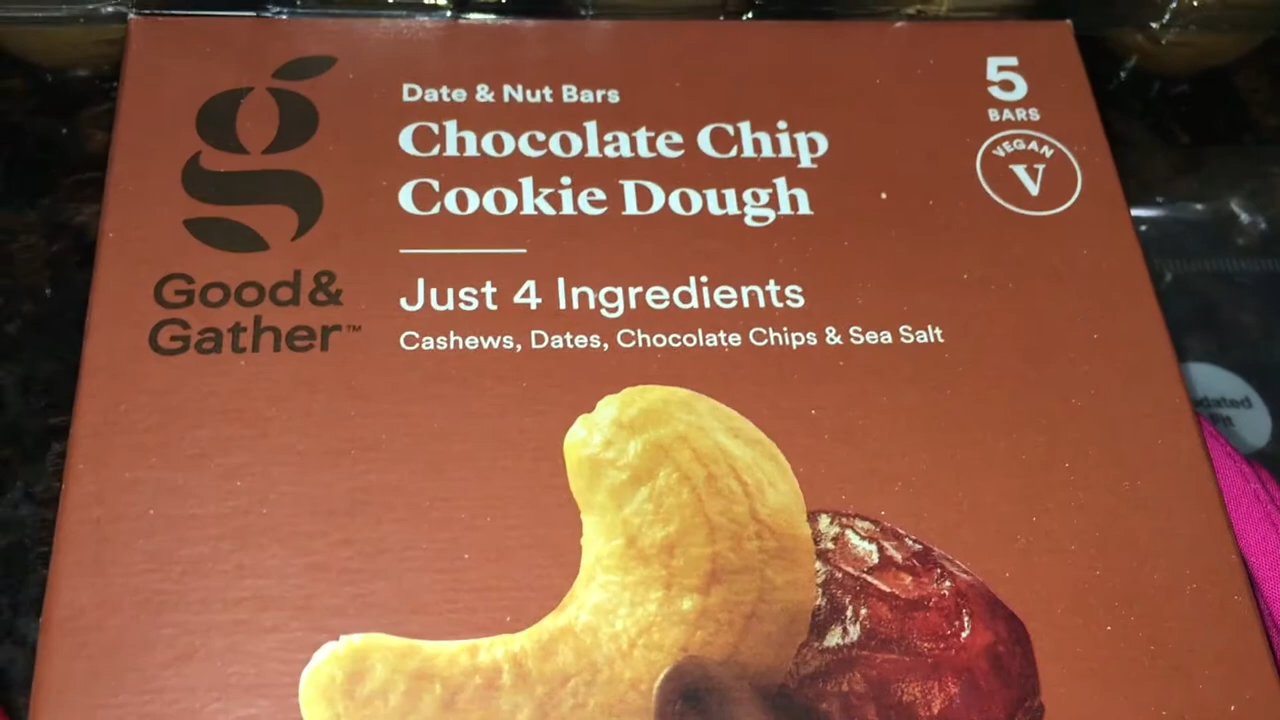 Date & Nut Bars
Chocolate Chip
Cookie Dough
Just 4 Ingredients
Cashews, Dates, Chocolate Chips & Sea Salt
g
Good&
Gather™
5
BARS
VEGAN
V